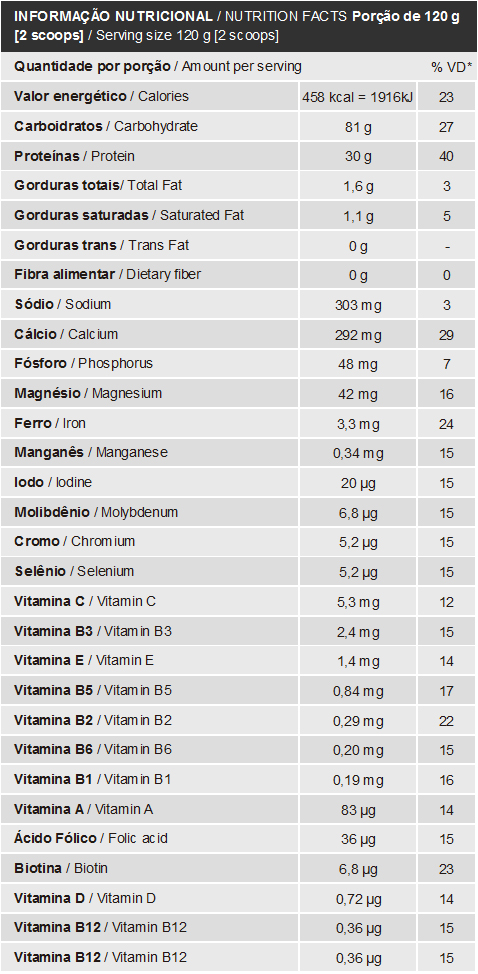 INFORMAÇÃO NUTRICIONAL / NUTRITION FACTS Porção de 120 g
[2 scoops] / Serving size 120 g [2 scoops]
Quantidade por porção / Amount per serving % VD*
Valor energético / Calories 458 kcal = 1916kJ 23
Carboidratos / Carbohydrate 81 g 27
Proteínas / Protein 30 g 40
Gorduras totais/ Total Fat 1,6 g 3
Gorduras saturadas / Saturated Fat 1,1 g 5
Gorduras trans / Trans Fat 0 g -
Fibra alimentar / Dietary fiber 0 g 0
Sódio / Sodium 303 mg 3
Cálcio / Calcium 292 mg 29
Fósforo / Phosphorus 48 mg 7
Magnésio / Magnesium 42 mg 16
Ferro / Iron 3,3 mg 24
Manganês / Manganese 0,34 mg 15
Iodo / Iodine 20 µg 15
Molibdênio / Molybdenum 6,8 µg 15
Cromo / Chromium 5,2 µg 15
Selênio / Selenium 5,2 µg 15
Vitamina C / Vitamin C 5,3 mg 12
Vitamina B3 / Vitamin B3 2,4 mg 15
Vitamina E / Vitamin E 1,4 mg 14
Vitamina B5 / Vitamin B5 0,84 mg 17
Vitamina B2 / Vitamin B2 0,29 mg 22
Vitamina B6 / Vitamin B6 0,20 mg 15
Vitamina B1 / Vitamin B1 0,19 mg 16
Vitamina A / Vitamin A 83 µg 14
Ácido Fólico / Folic acid 36 µg 15
Biotina / Biotin 6,8 µg 23
Vitamina D / Vitamin D 0,72 µg 14
Vitamina B12 / Vitamin B12 0,36 µg 15
Vitamina B12 / Vitamin B12 0,36 µg 15